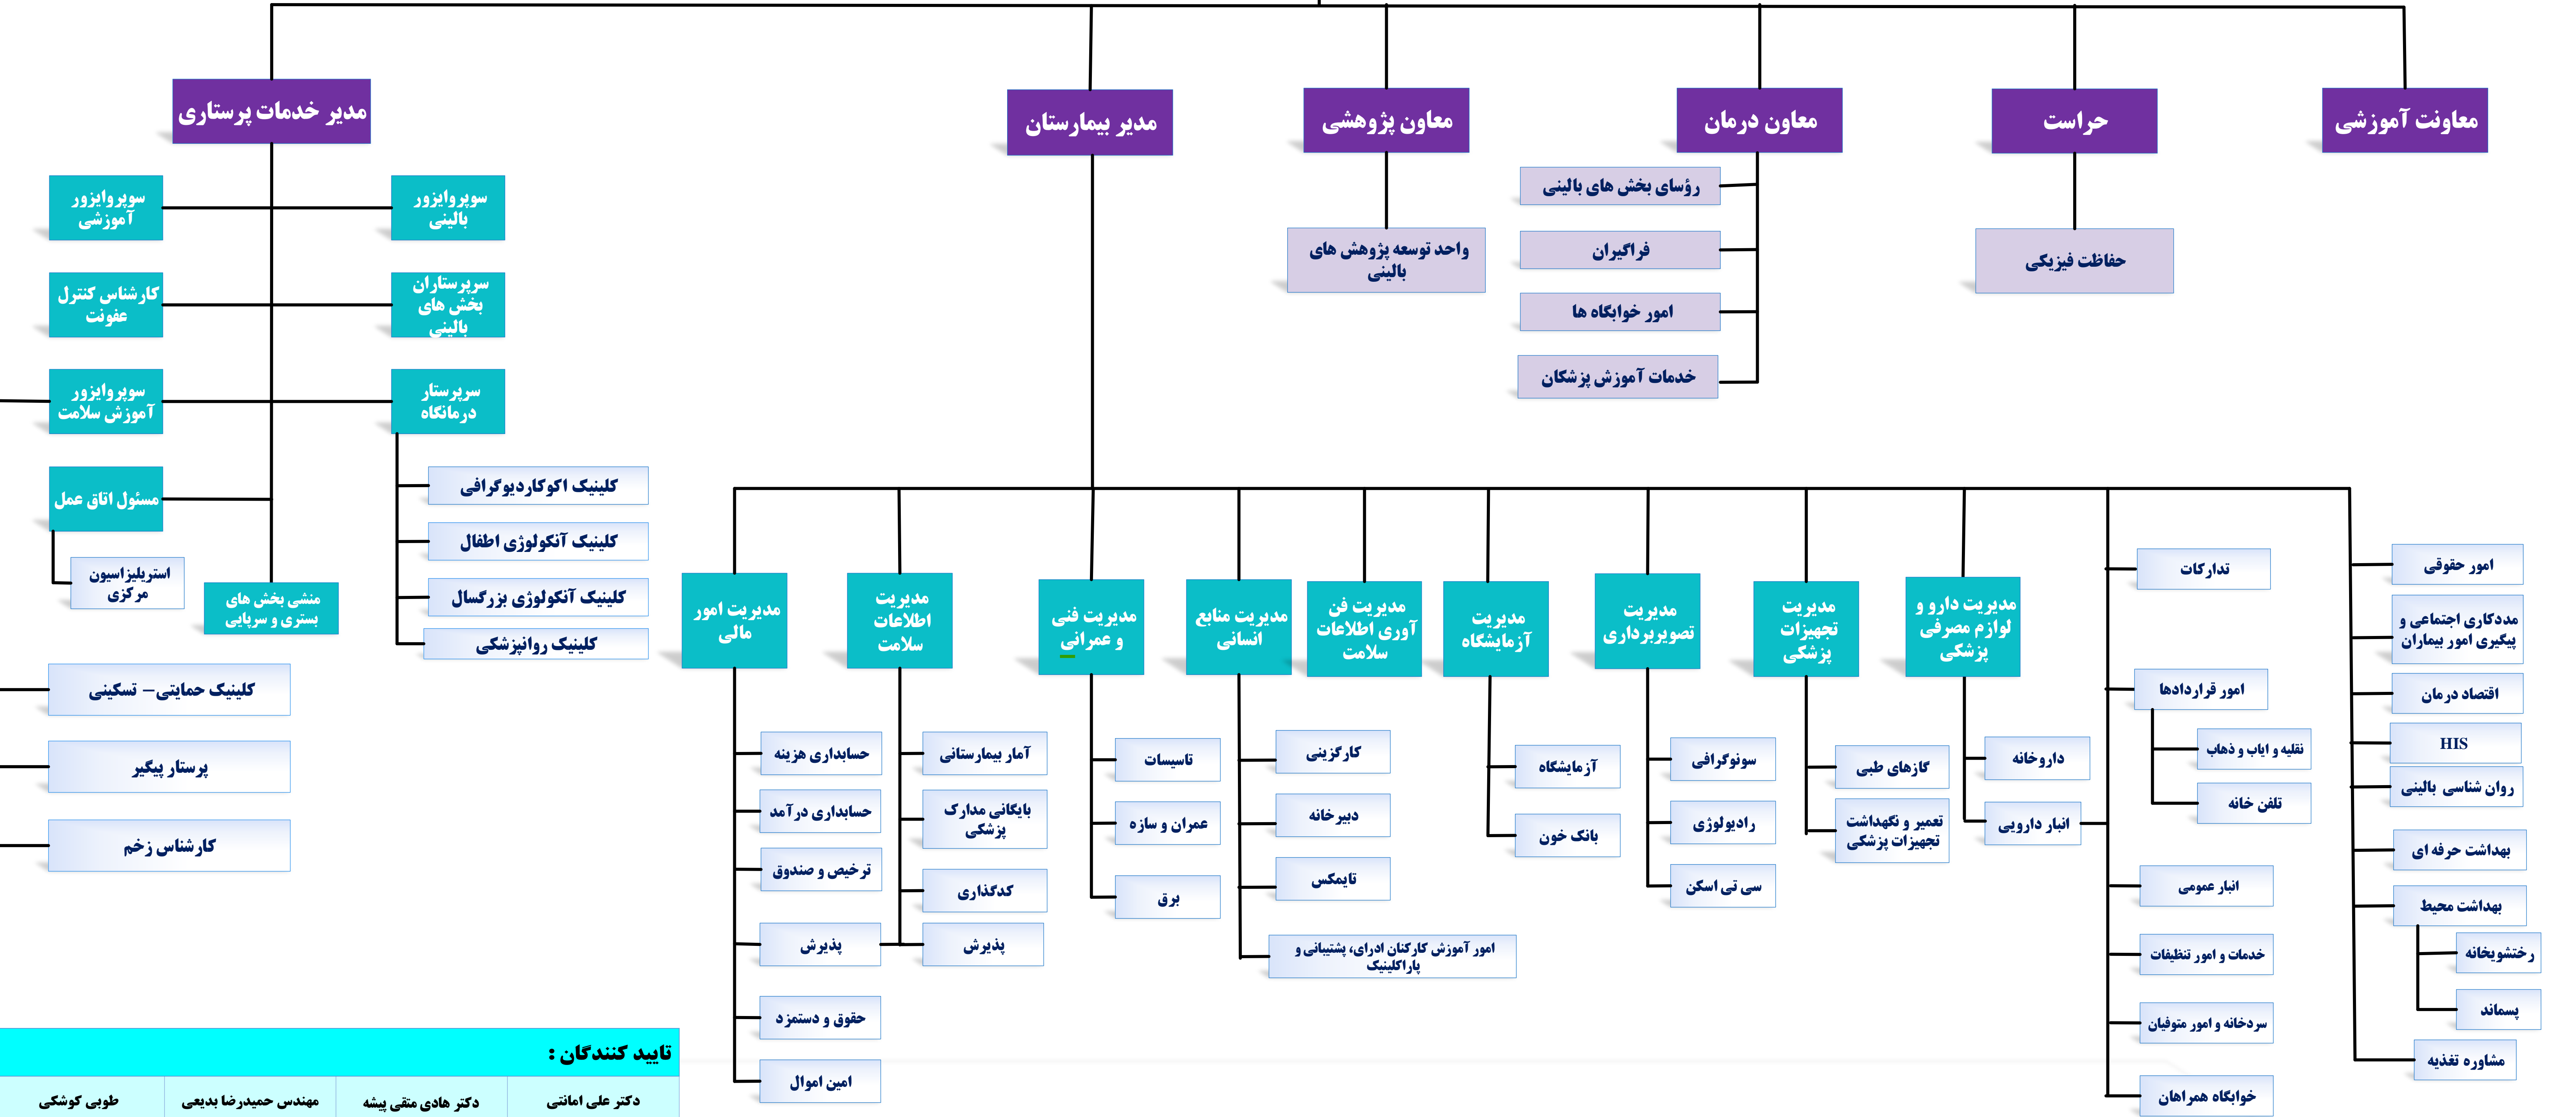 معاونت آموزشی
حراست
معاون درمان
معاون پژوهشی
مدیر بیمارستان
مدیر خدمات پرستاری
حفاظت فیزیکی
رؤسای بخش های بالینی
فراگیران
امور خوابگاه ها
خدمات آموزش پزشکان
واحد توسعه پژوهش های
بالینی
سوپروایزور
بالینی
سوپروایزور
آموزشی
سرپرستاران
بخش های
بالینی
کارشناس کنترل
عفونت
سرپرستار
درمانگاه
سوپروایزور
آموزش سلامت
کلینیک اکوکاردیوگرافی
کلینیک آنکولوژی اطفال
کلینیک آنکولوژی بزرگسال
کلینیک روانپزشکی
مسئول اتاق عمل
استریلیزاسیون
مرکزی
منشی بخش های
بستری و سرپایی
کلینیک حمایتی– تسکینی
پرستار پیگیر
کارشناس زخم
امور حقوقی
مددکاری اجتماعی و
پیگیری امور بیماران
اقتصاد درمان
HIS
روان شناسی بالینی
بهداشت حرفه ای
بهداشت محیط
رختشویخانه
پسماند
مشاوره تغذیه
تدارکات
امور قراردادها
نقلیه و ایاب و ذهاب
تلفن خانه
انبار عمومی
خدمات و امور تنظیفات
سردخانه و امور متوفیان
خوابگاه همراهان
مدیریت دارو و
لوازم مصرفی
پزشکی
داروخانه
انبار دارویی
مدیریت
تجهیزات
پزشکی
گازهای طبی
تعمیر و نگهداشت
تجهیزات پزشکی
مدیریت
تصویربرداری
سونوگرافی
رادیولوژی
سی تی اسکن
مدیریت
آزمایشگاه
آزمایشگاه
بانک خون
مدیریت فن
آوری اطلاعات
سلامت
مدیریت منابع
انسانی
کارگزینی
دبیرخانه
تایمکس
امور آموزش کارکنان ادرای، پشتیبانی و
پاراکلینیک
مدیریت فنی
و عمرانی
تاسیسات
عمران و سازه
برق
مدیریت
اطلاعات
سلامت
آمار بیمارستانی
بایگانی مدارک
پزشکی
کدگذاری
پذیرش
مدیریت امور
مالی
حسابداری هزینه
حسابداری درآمد
ترخیص و صندوق
پذیرش
حقوق و دستمزد
امین اموال
تایید کنندگان :
دکتر علی امانتی
دکتر هادی متقی پیشه
مهندس حمیدرضا بدیعی
طوبی کوشکی